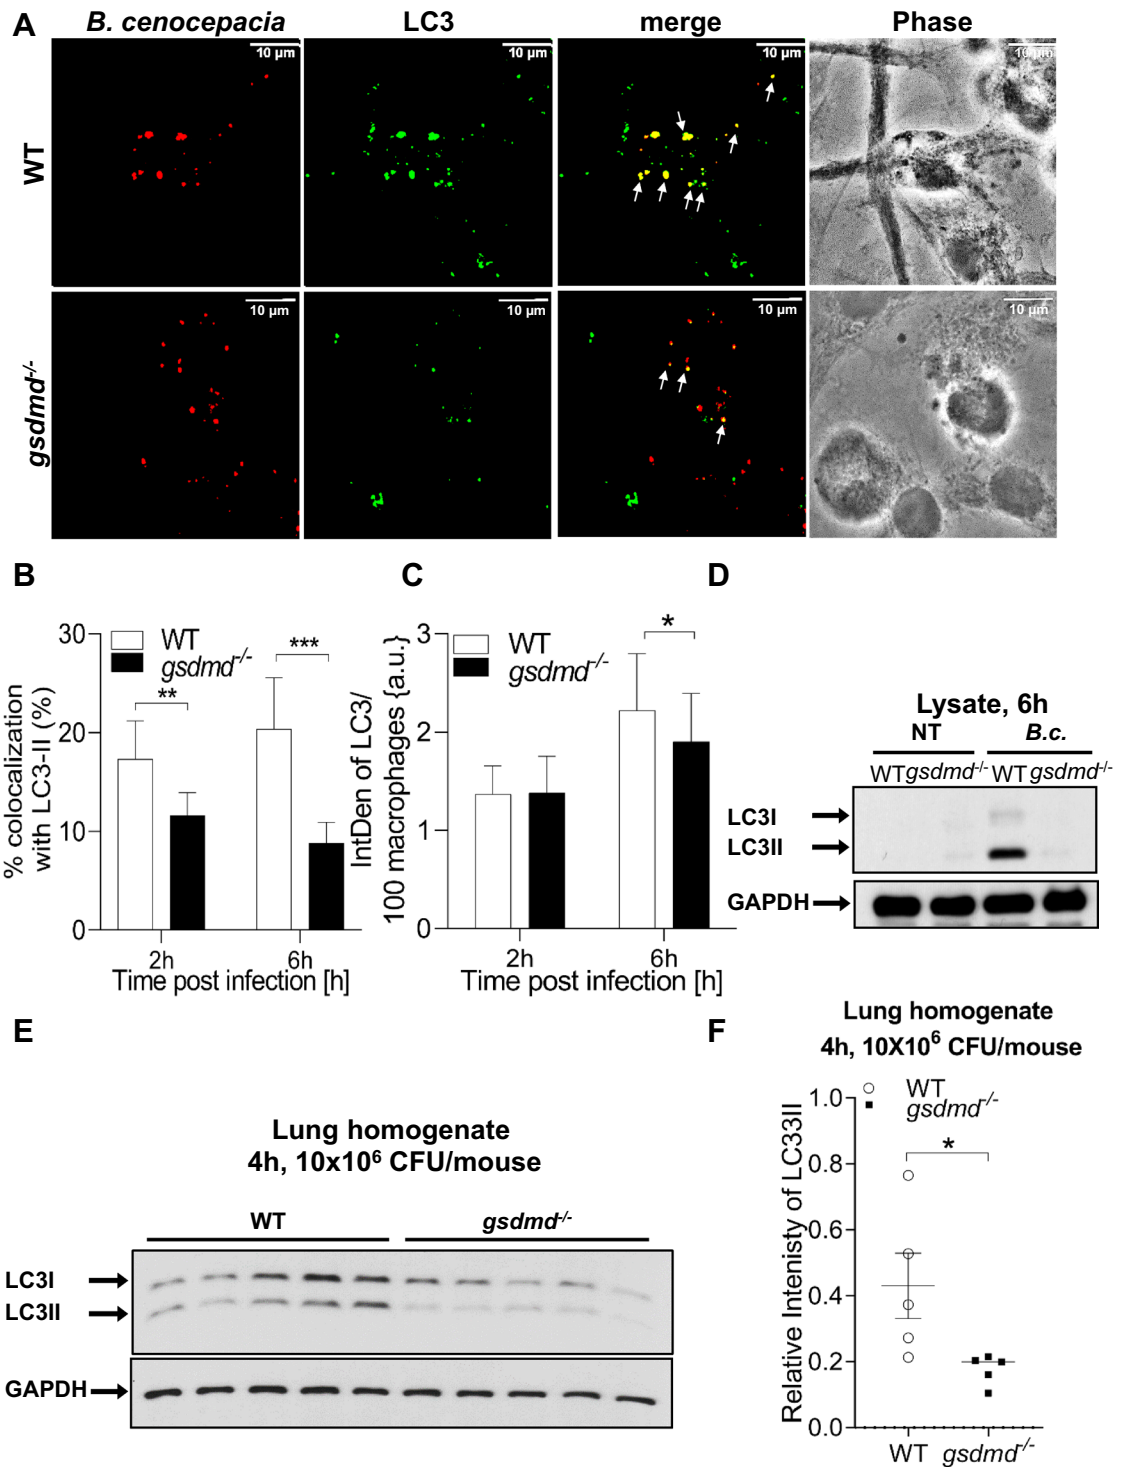 A
B. cenocepacia
LC3
merge
Phase
WT
10 µm
10 µm
10 µm
10 µm
gsdmd-/-
10 µm
10 µm
10 µm
10 µm
B
30
20
10
0
% colocalization
with LC3-II (%)
WT
gsdmd-/-
**
***
2h
6h
Time post infection [h]
C
3
2
1
0
IntDen of LC3/
100 macrophages {a.u.}
WT
gsdmd-/-
*
2h
6h
Time post infection [h]
D
Lysate, 6h
NT
B.c.
WT gsdmd-/- WT gsdmd-/-
LC3I
LC3II
GAPDH
E
Lung homogenate
4h, 10x10⁶ CFU/mouse
WT
gsdmd-/-
LC3I
LC3II
GAPDH
F
Lung homogenate
4h, 10X10⁶ CFU/mouse
WT
gsdmd-/-
1.0
0.8
0.6
0.4
0.2
0.0
Relative Intenisty of LC33II
*
WT gsdmd-/-